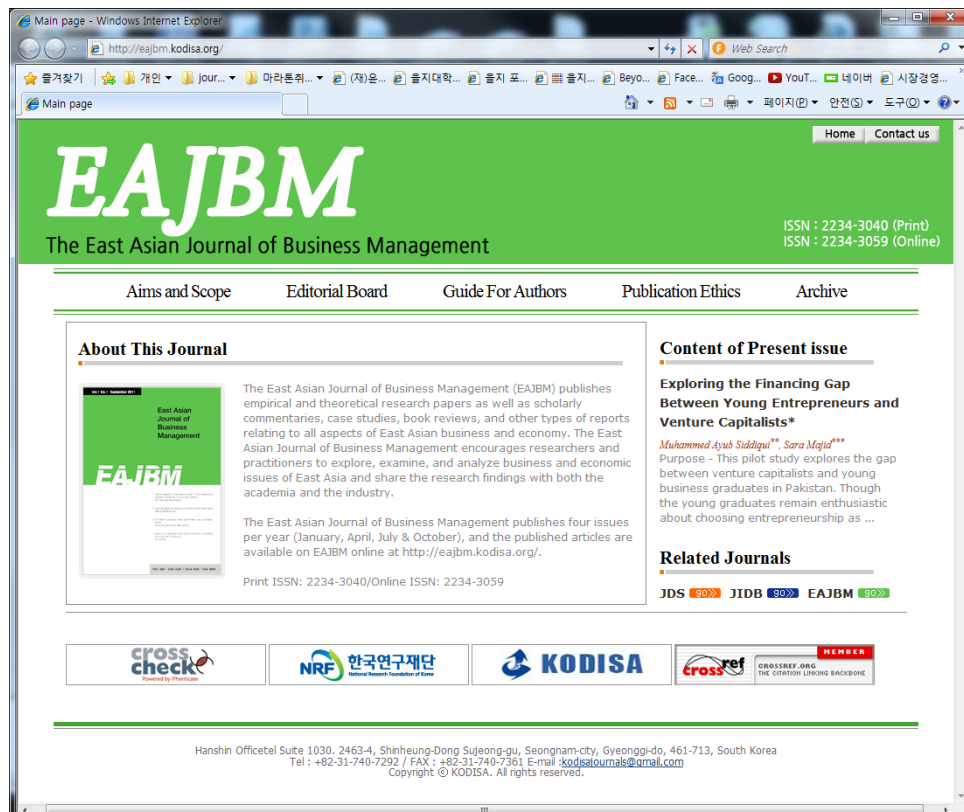 Main page - Windows Internet Explorer
http://eajbm.kodisa.org/
Web Search
즐겨찾기 개인 jour... 마라톤취... (재)윤... 을지대학... 을지 포... 을지... Beyo... Face... Goog... YouT... 네이버 시장경영...
Main page
페이지(P) 안전(S) 도구(O)
Home Contact us
EAJBM
The East Asian Journal of Business Management
ISSN : 2234-3040 (Print)
ISSN : 2234-3059 (Online)
Aims and Scope Editorial Board Guide For Authors Publication Ethics Archive
About This Journal
East Asian
Journal of
Business
Management
EAJBM
The East Asian Journal of Business Management (EAJBM) publishes
empirical and theoretical research papers as well as scholarly
commentaries, case studies, book reviews, and other types of reports
relating to all aspects of East Asian business and economy. The East
Asian Journal of Business Management encourages researchers and
practitioners to explore, examine, and analyze business and economic
issues of East Asia and share the research findings with both the
academia and the industry.
The East Asian Journal of Business Management publishes four issues
per year (January, April, July & October), and the published articles are
available on EAJBM online at http://eajbm.kodisa.org/.
Print ISSN: 2234-3040/Online ISSN: 2234-3059
Content of Present issue
Exploring the Financing Gap
Between Young Entrepreneurs and
Venture Capitalists*
Muhammed Ayub Siddiqui**, Sara Majid***
Purpose - This pilot study explores the gap
between venture capitalists and young
business graduates in Pakistan. Though
the young graduates remain enthusiastic
about choosing entrepreneurship as ...
Related Journals
JDS go» JIDB go» EAJBM go»
cross
check
Powered by iThenticate
NRF 한국연구재단
National Research Foundation of Korea
KODISA
crossref
MEMBER
CROSSREF.ORG
THE CITATION LINKING BACKBONE
Hanshin Officetel Suite 1030. 2463-4, Shinheung-Dong Sujeong-gu, Seongnam-city, Gyeonggi-do, 461-713, South Korea
Tel : +82-31-740-7292 / FAX : +82-31-740-7361 E-mail :kodisajournals@gmail.com
Copyright ⓒ KODISA. All rights reserved.